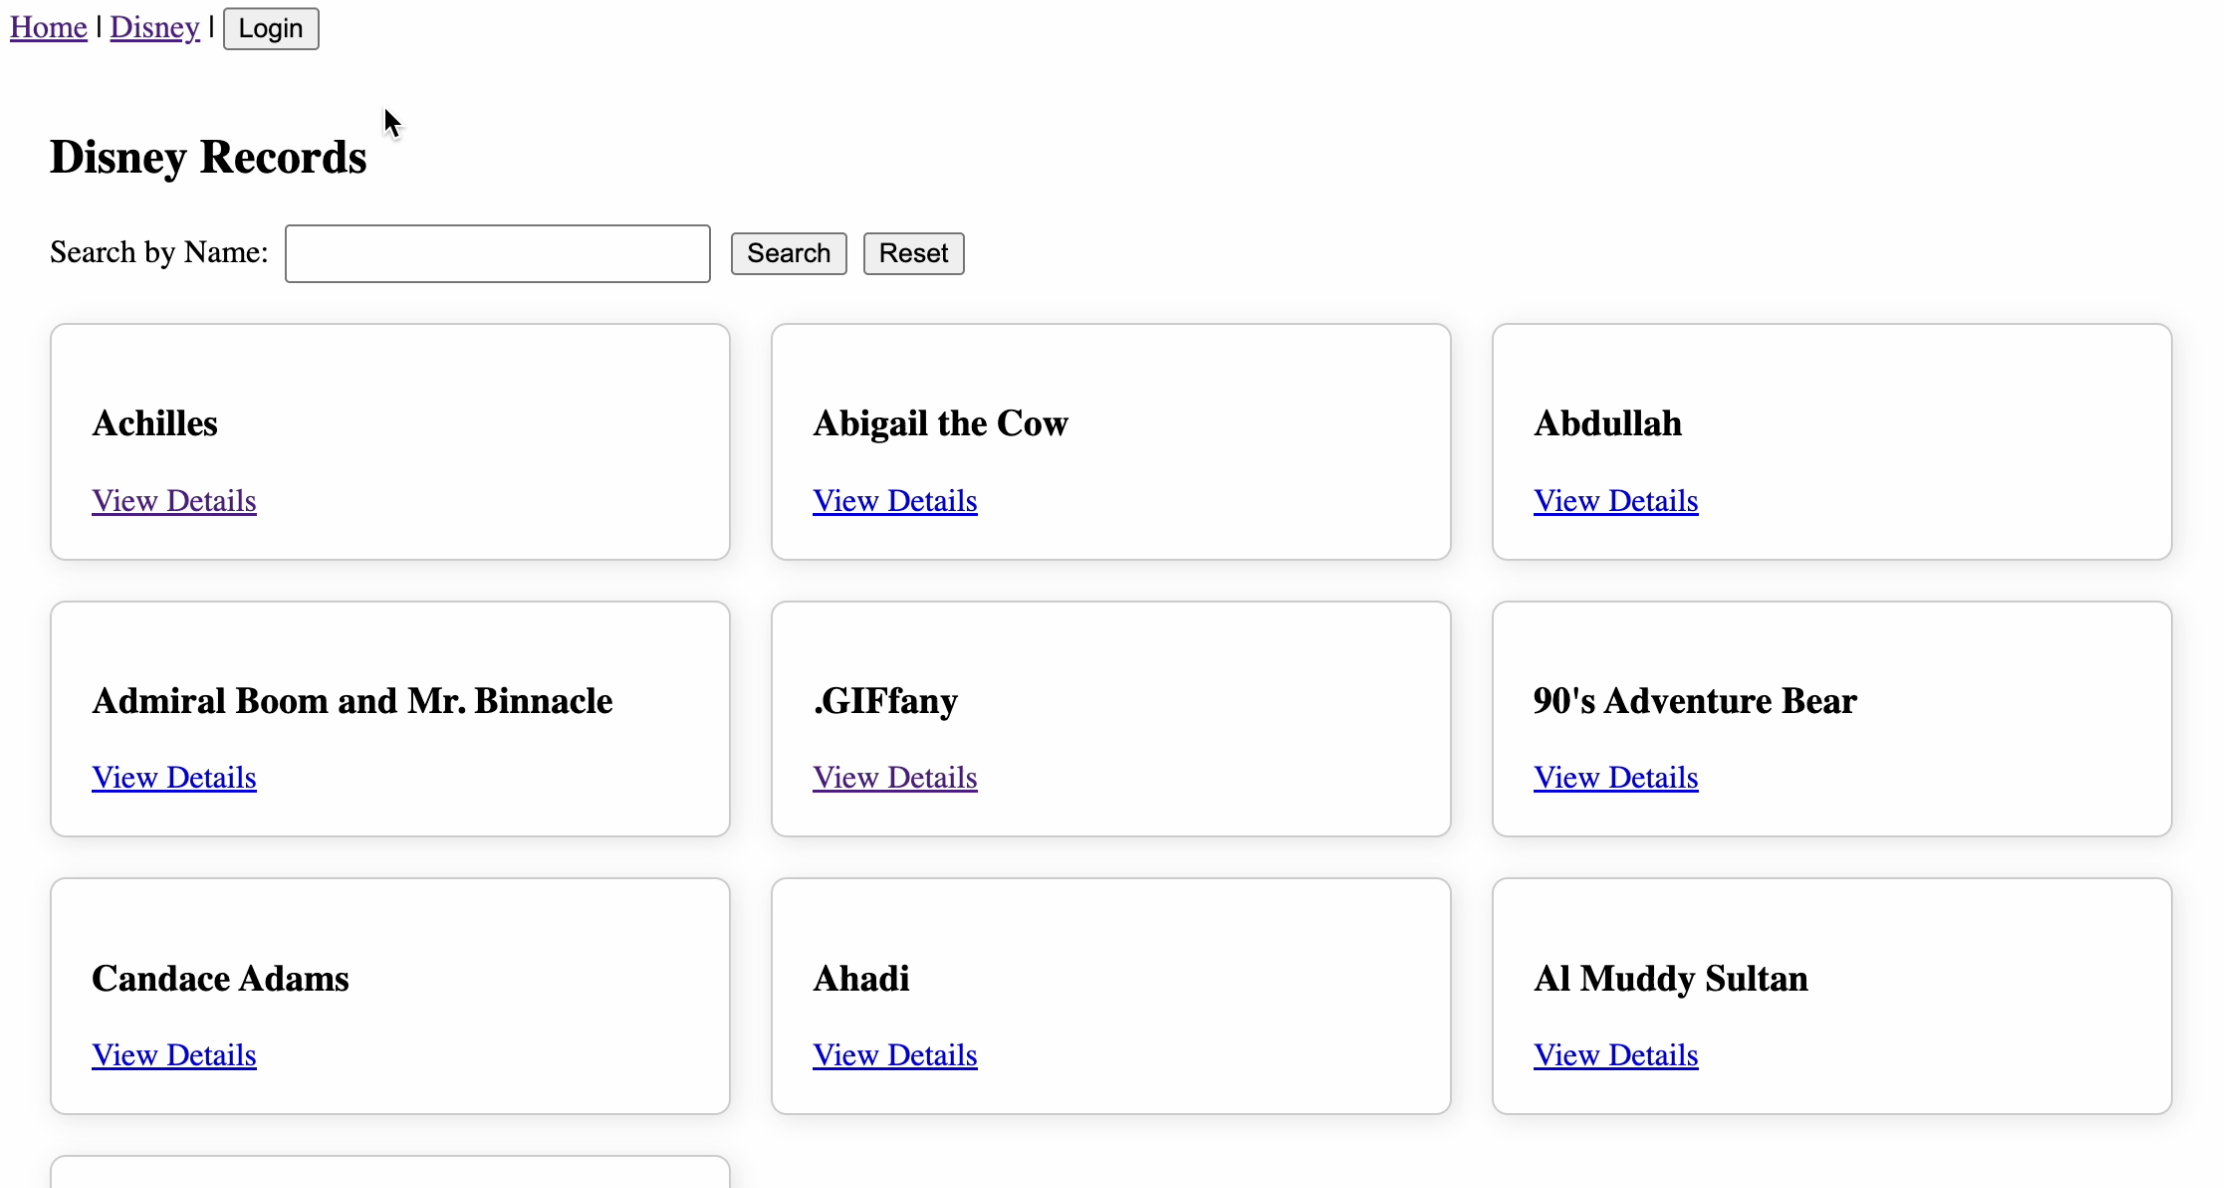 Home | Disney | Login
Disney Records
Search by Name: Search Reset
Achilles
View Details
Abigail the Cow
View Details
Abdullah
View Details
Admiral Boom and Mr. Binnacle
View Details
.GIFfany
View Details
90's Adventure Bear
View Details
Candace Adams
View Details
Ahadi
View Details
Al Muddy Sultan
View Details